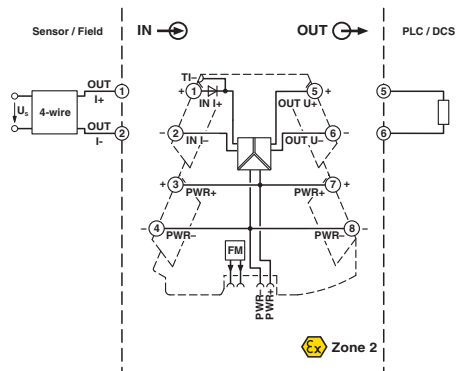 Sensor / Field
IN
OUT
PLC / DCS
TI–
OUT
1
I+
+
1
IN I+
5
+
OUT U+
5
Us
4-wire
OUT
2
I-
–
2
IN I–
OUT U–
6
–
6
+
3
PWR+
PWR+
7
+
–
4
PWR–
PWR–
8
–
FM
PWR–
PWR+
Ex
Zone 2